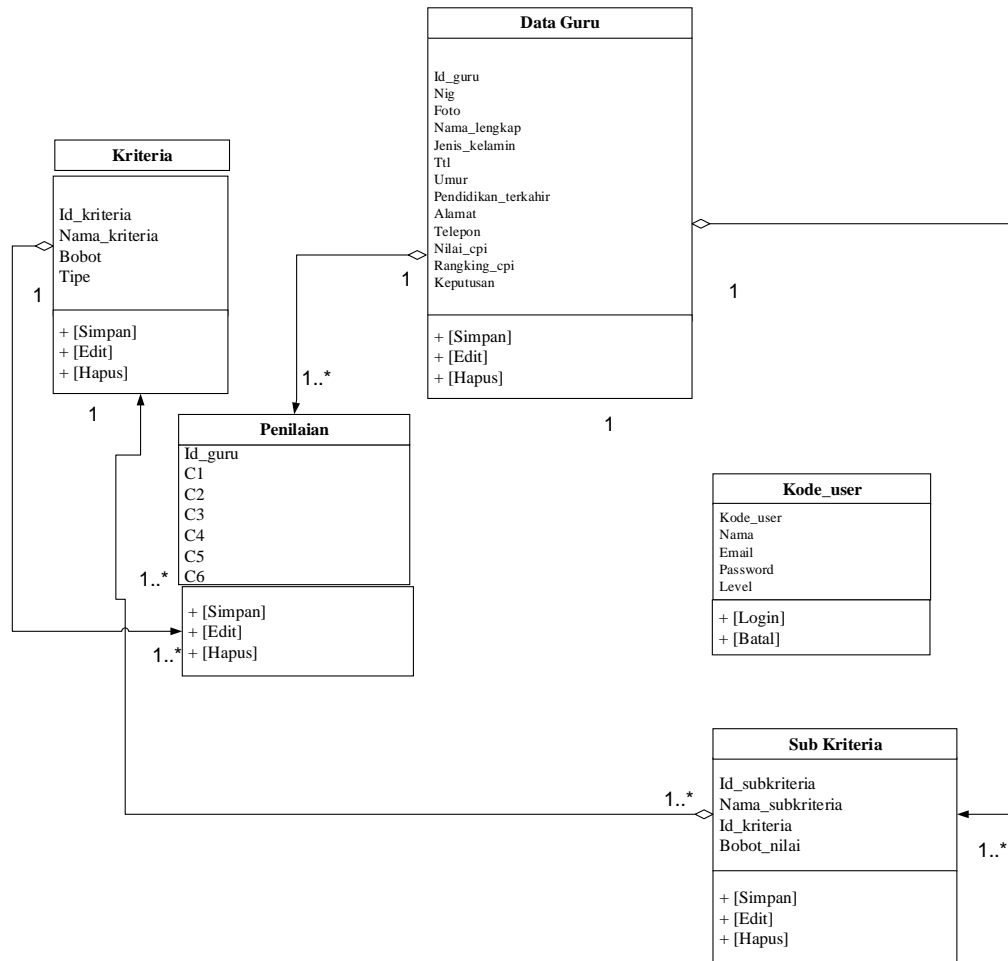 Data Guru
Id_guru
Nig
Foto
Nama_lengkap
Jenis_kelamin
Ttl
Umur
Pendidikan_terkahir
Alamat
Telepon
Nilai_cpi
Rangking_cpi
Keputusan
+ [Simpan]
+ [Edit]
+ [Hapus]
1
1
1
1..*
Kriteria
Id_kriteria
Nama_kriteria
Bobot
Tipe
+ [Simpan]
+ [Edit]
+ [Hapus]
1
1
Penilaian
Id_guru
C1
C2
C3
C4
C5
C6
+ [Simpan]
+ [Edit]
+ [Hapus]
1..*
1..*
Kode_user
Kode_user
Nama
Email
Password
Level
+ [Login]
+ [Batal]
Sub Kriteria
Id_subkriteria
Nama_subkriteria
Id_kriteria
Bobot_nilai
+ [Simpan]
+ [Edit]
+ [Hapus]
1..*
1..*